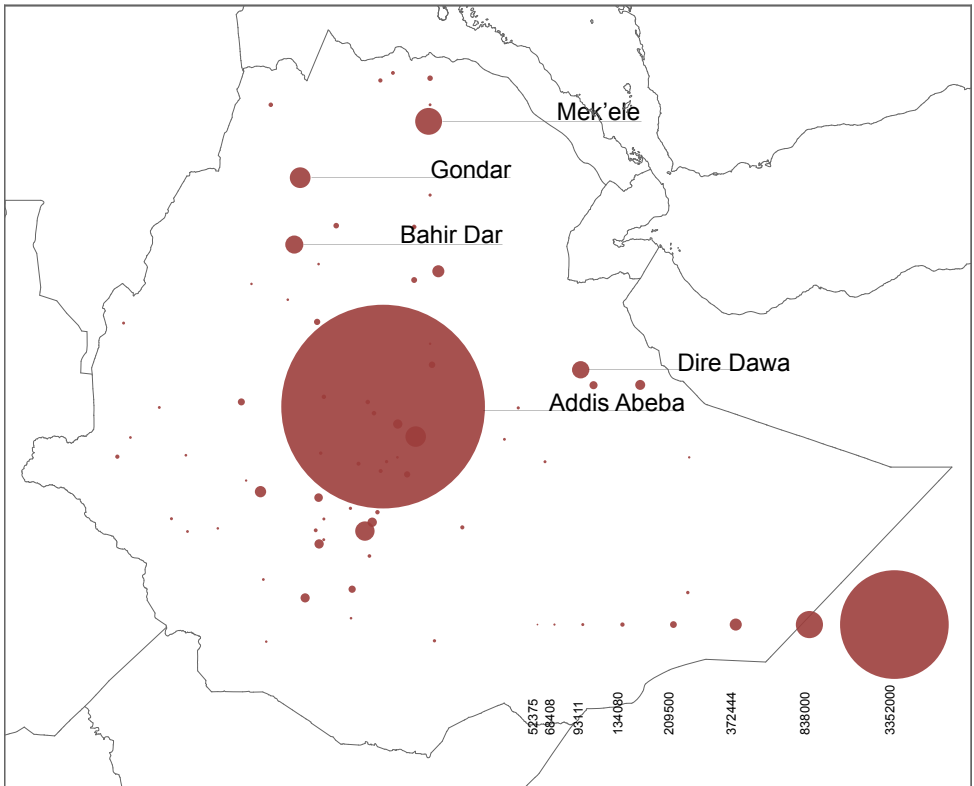 Mek’ele
Gondar
Bahir Dar
Dire Dawa
Addis Abeba
52375
68408
93111
134080
209500
372444
838000
3352000